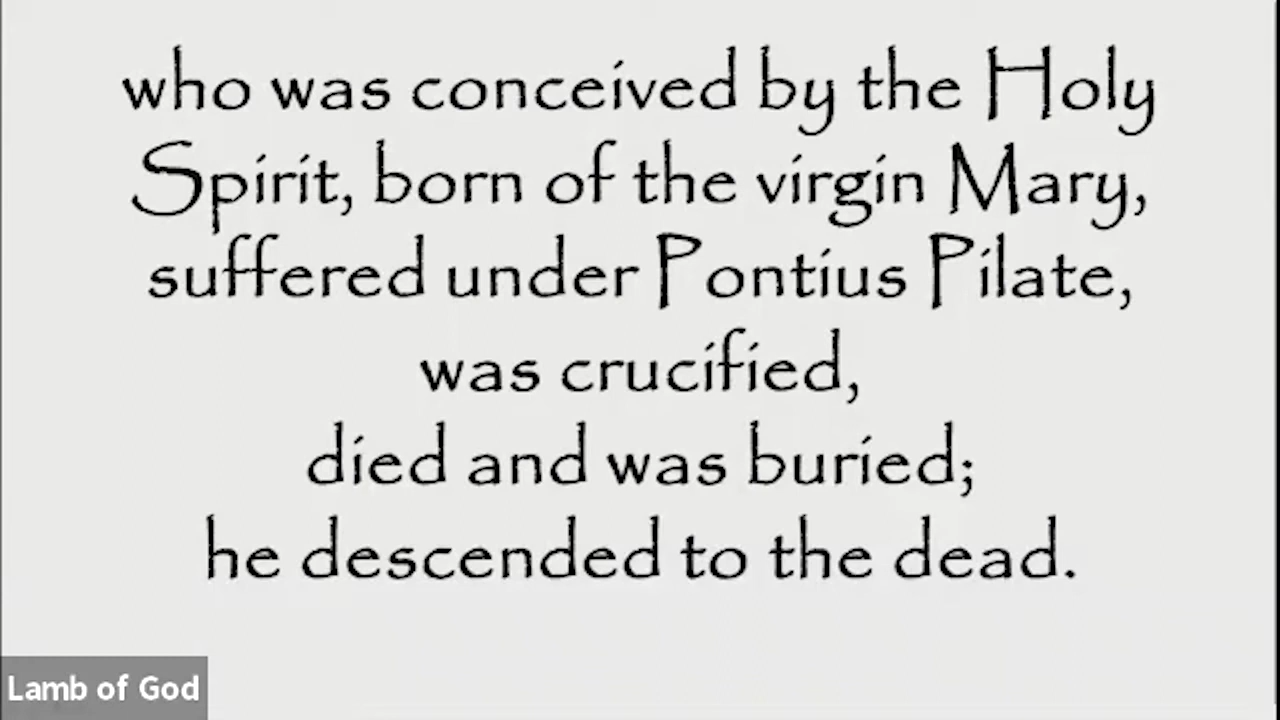 who was conceived by the Holy
Spirit, born of the virgin Mary,
suffered under Pontius Pilate,
was crucified,
died and was buried;
he descended to the dead.
Lamb of God